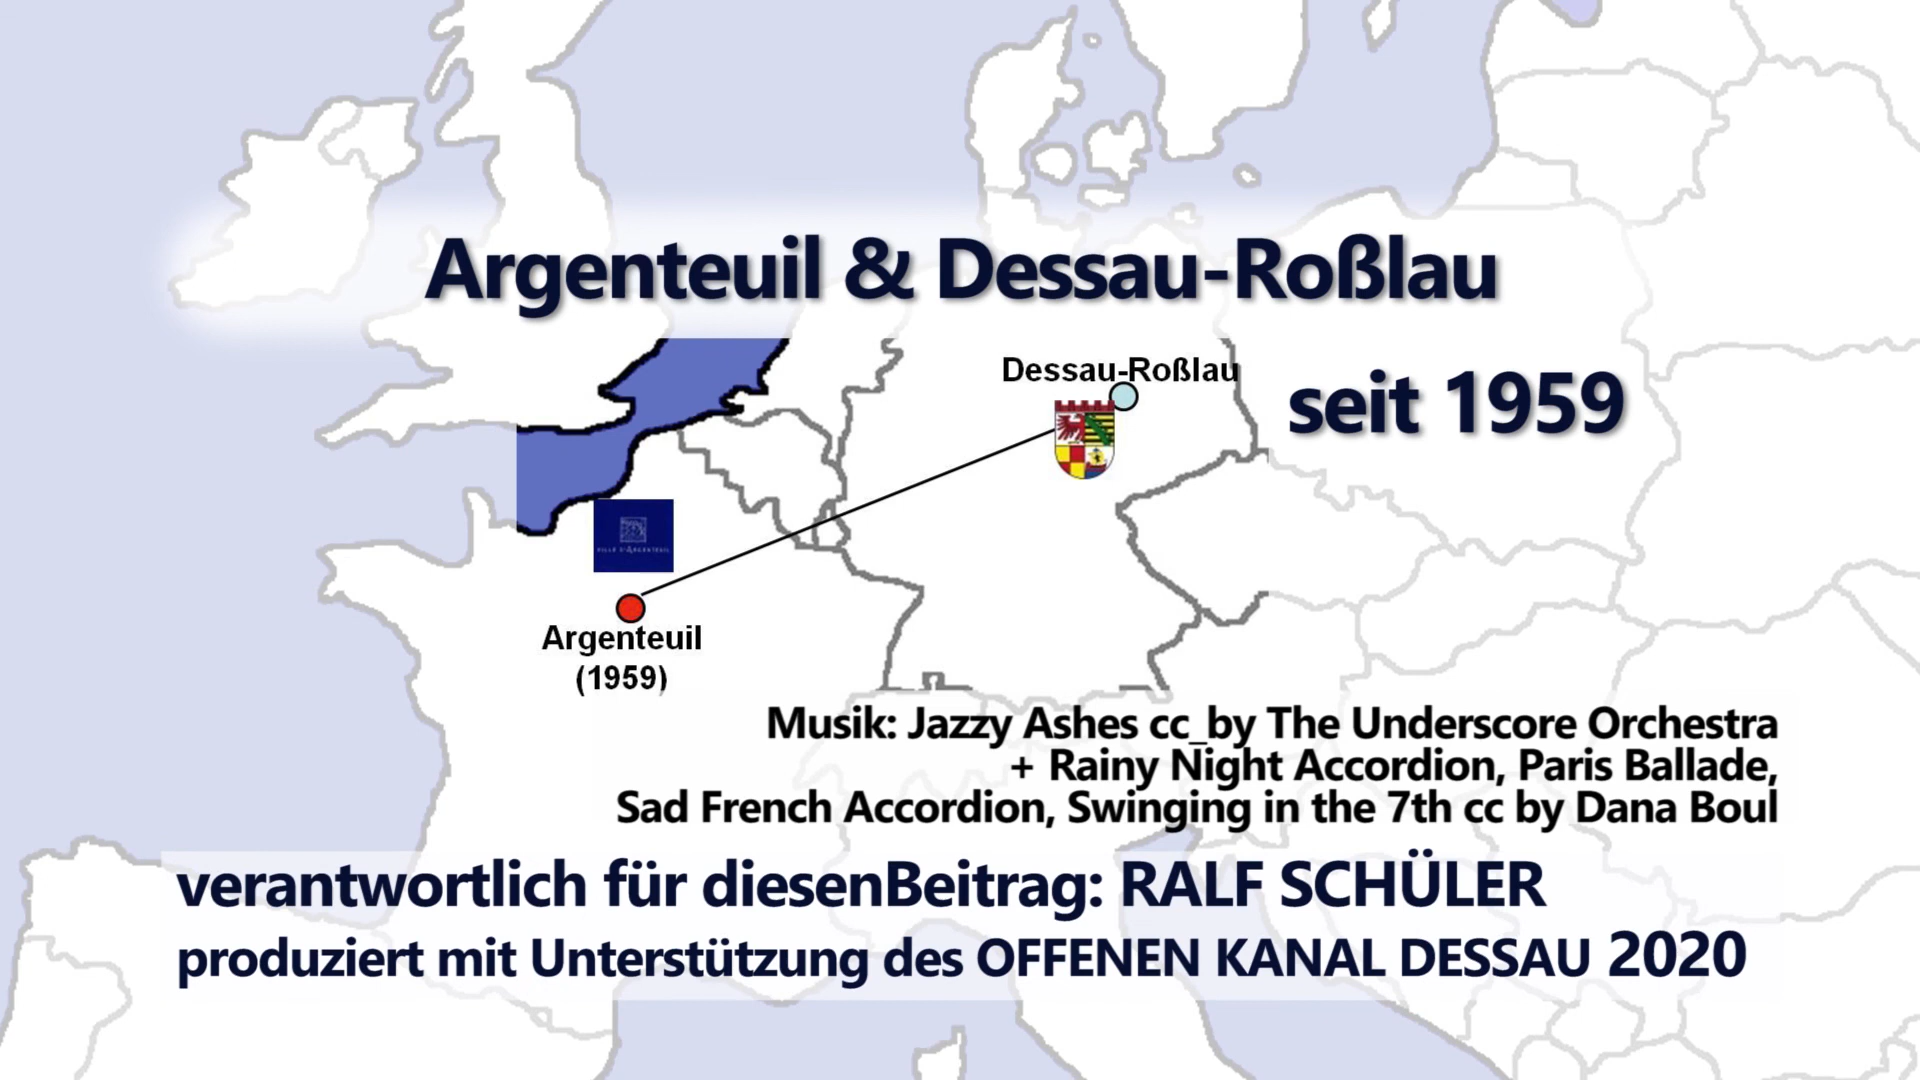 Argenteuil & Dessau-Roßlau
Dessau-Roßlau
seit 1959
VILLE D'ARGENTEUIL
Argenteuil
(1959)
Musik: Jazzy Ashes cc_by The Underscore Orchestra
+ Rainy Night Accordion, Paris Ballade,
Sad French Accordion, Swinging in the 7th cc by Dana Boul
verantwortlich für diesenBeitrag: RALF SCHÜLER
produziert mit Unterstützung des OFFENEN KANAL DESSAU 2020